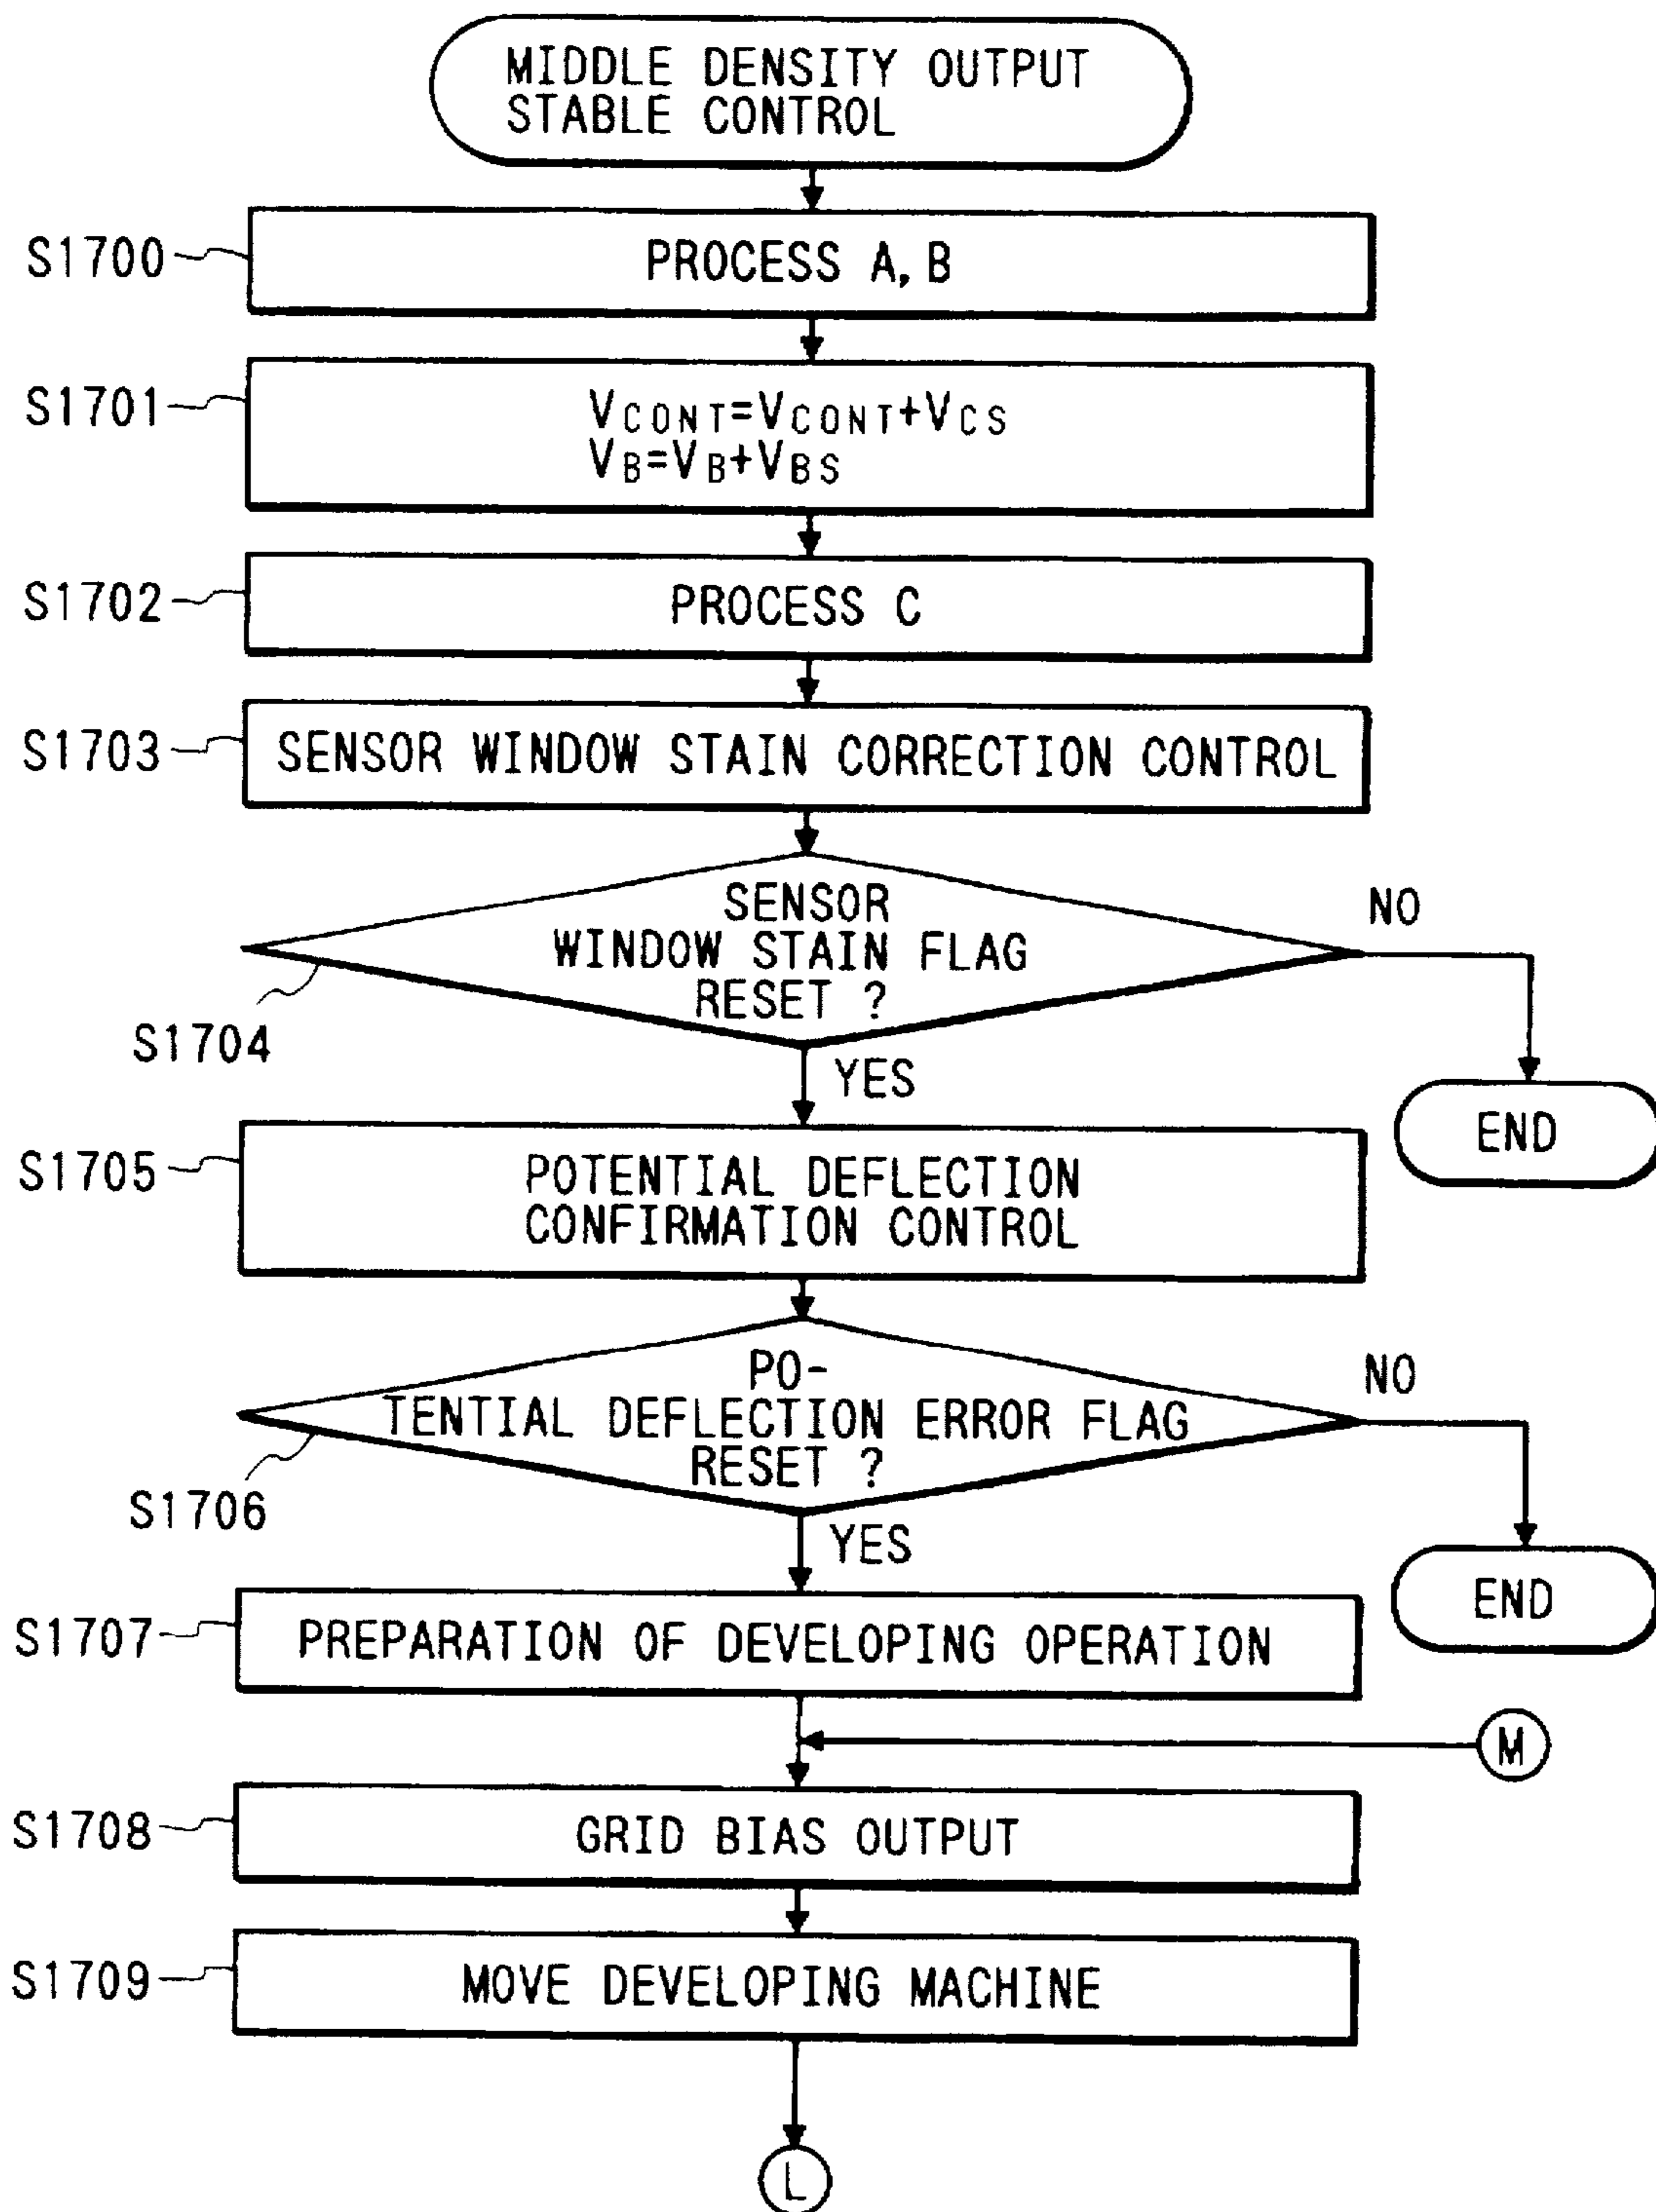 MIDDLE DENSITY OUTPUT
STABLE CONTROL
S1700
PROCESS A, B
S1701
VCONT=VCONT+VCS
VB=VB+VBS
S1702
PROCESS C
S1703
SENSOR WINDOW STAIN CORRECTION CONTROL
SENSOR
WINDOW STAIN FLAG
RESET ?
NO
S1704
YES
END
S1705
POTENTIAL DEFLECTION
CONFIRMATION CONTROL
PO-
TENTIAL DEFLECTION ERROR FLAG
RESET ?
NO
S1706
YES
END
S1707
PREPARATION OF DEVELOPING OPERATION
M
S1708
GRID BIAS OUTPUT
S1709
MOVE DEVELOPING MACHINE
L